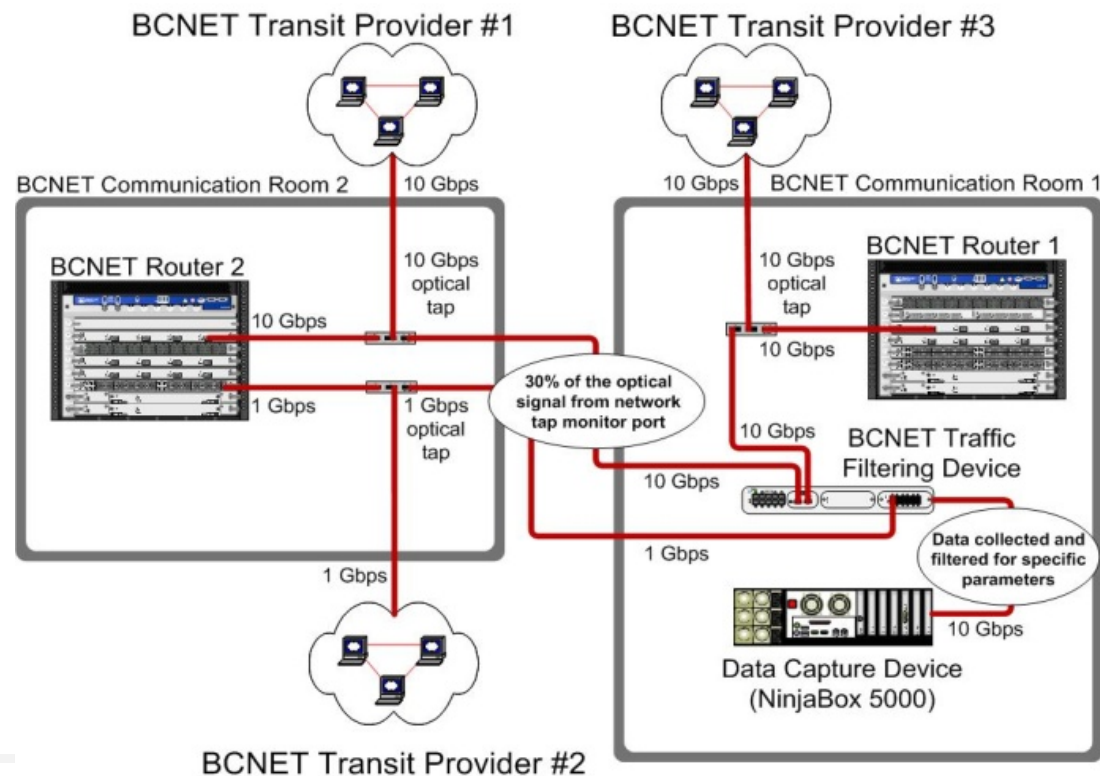 BCNET Transit Provider #1
BCNET Transit Provider #3
10 Gbps
10 Gbps
BCNET Communication Room 2
BCNET Communication Room 1
BCNET Router 2
10 Gbps
optical
tap
10 Gbps
1 Gbps
1 Gbps
optical
tap
10 Gbps
optical
tap
BCNET Router 1
10 Gbps
30% of the optical
signal from network
tap monitor port
10 Gbps
10 Gbps
BCNET Traffic
Filtering Device
1 Gbps
Data collected and
filtered for specific
parameters
10 Gbps
Data Capture Device
(NinjaBox 5000)
1 Gbps
BCNET Transit Provider #2